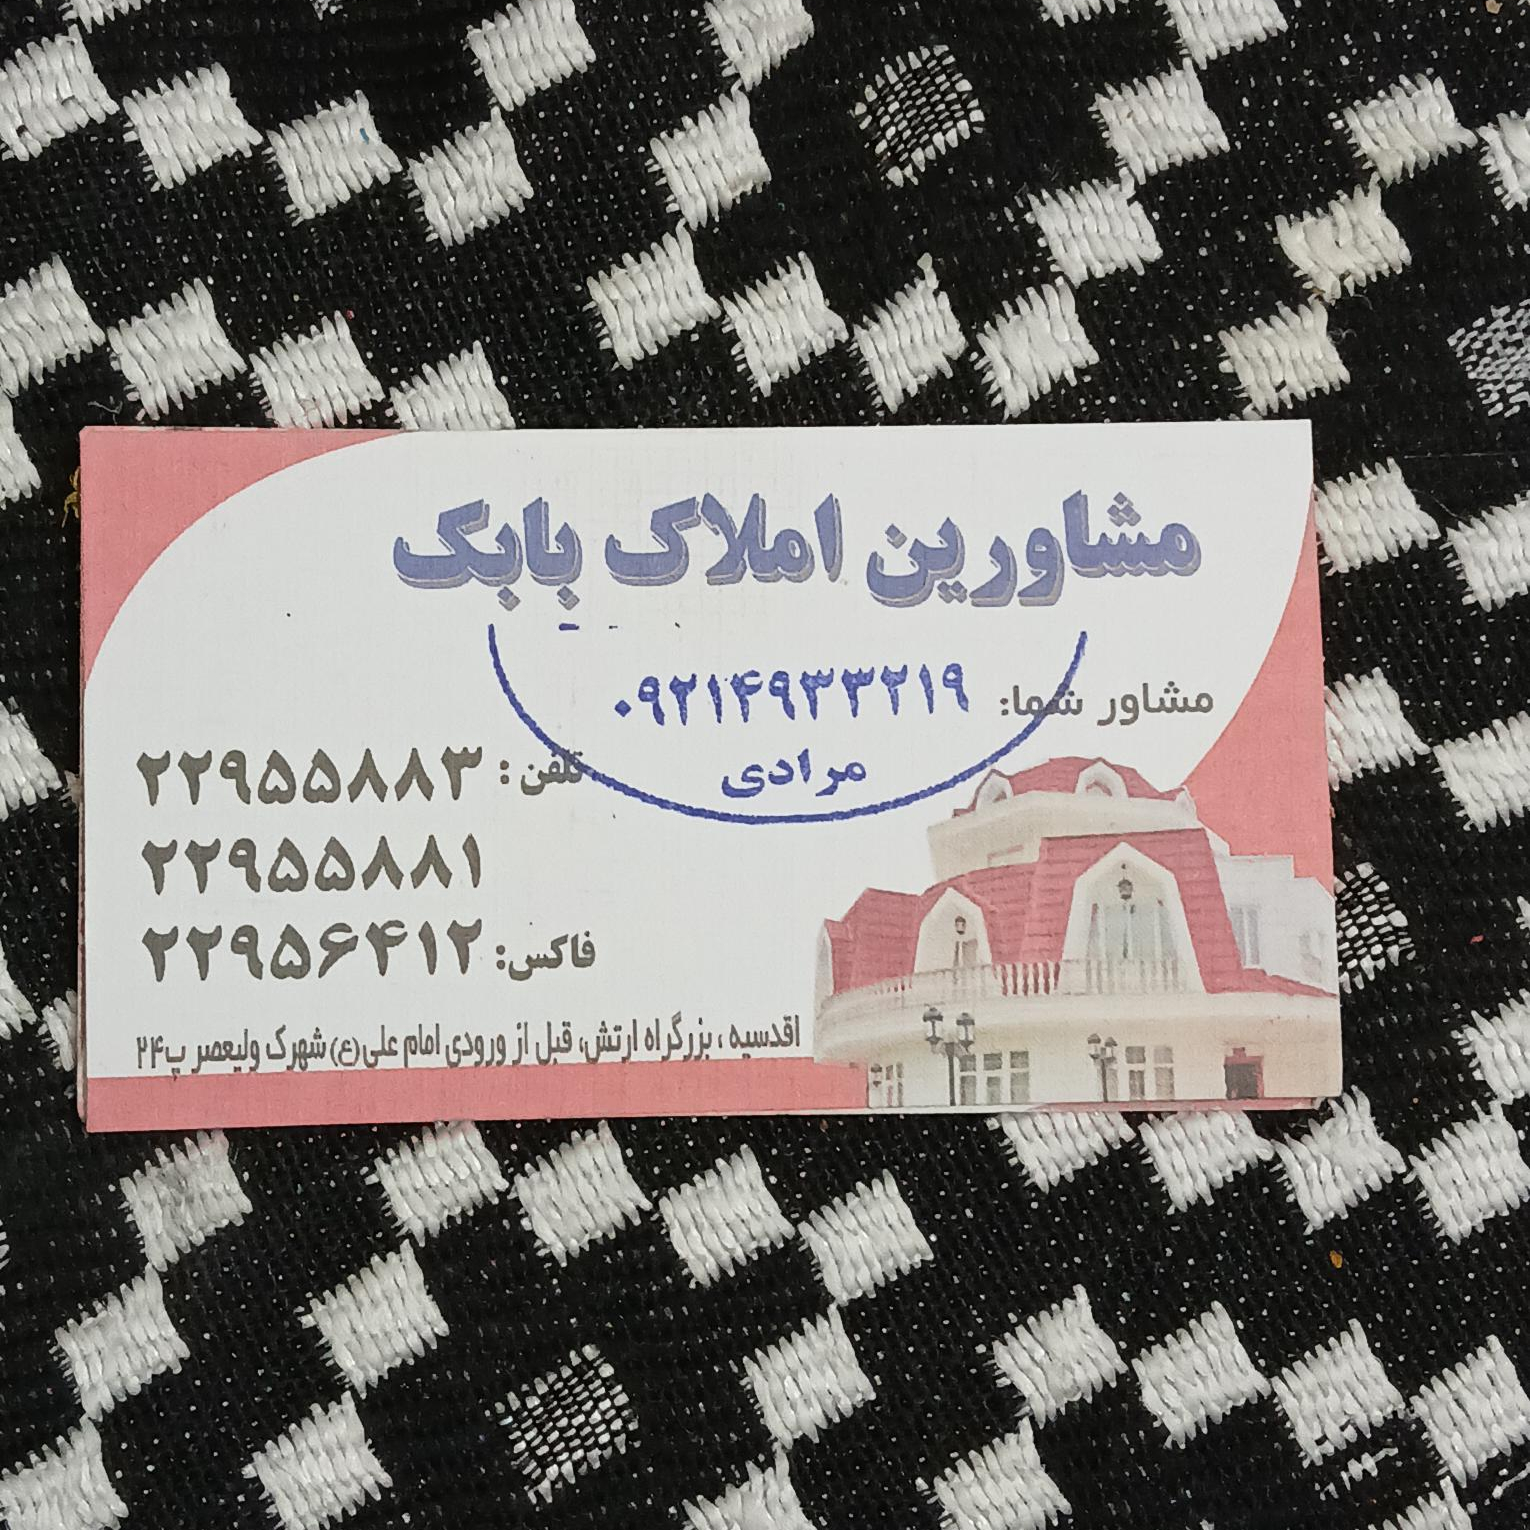 مشاورین املاک بابک
مشاور شما: ۰۹۲۱۴۹۳۳۲۱۹
مرادی
تلفن: ۲۲۹۵۵۸۸۳
۲۲۹۵۵۸۸۱
فاکس: ۲۲۹۵۶۴۱۲
اقدسیه، بزرگراه ارتش، قبل از ورودی امام علی(ع) شهرک ولیعصر پ۲۴